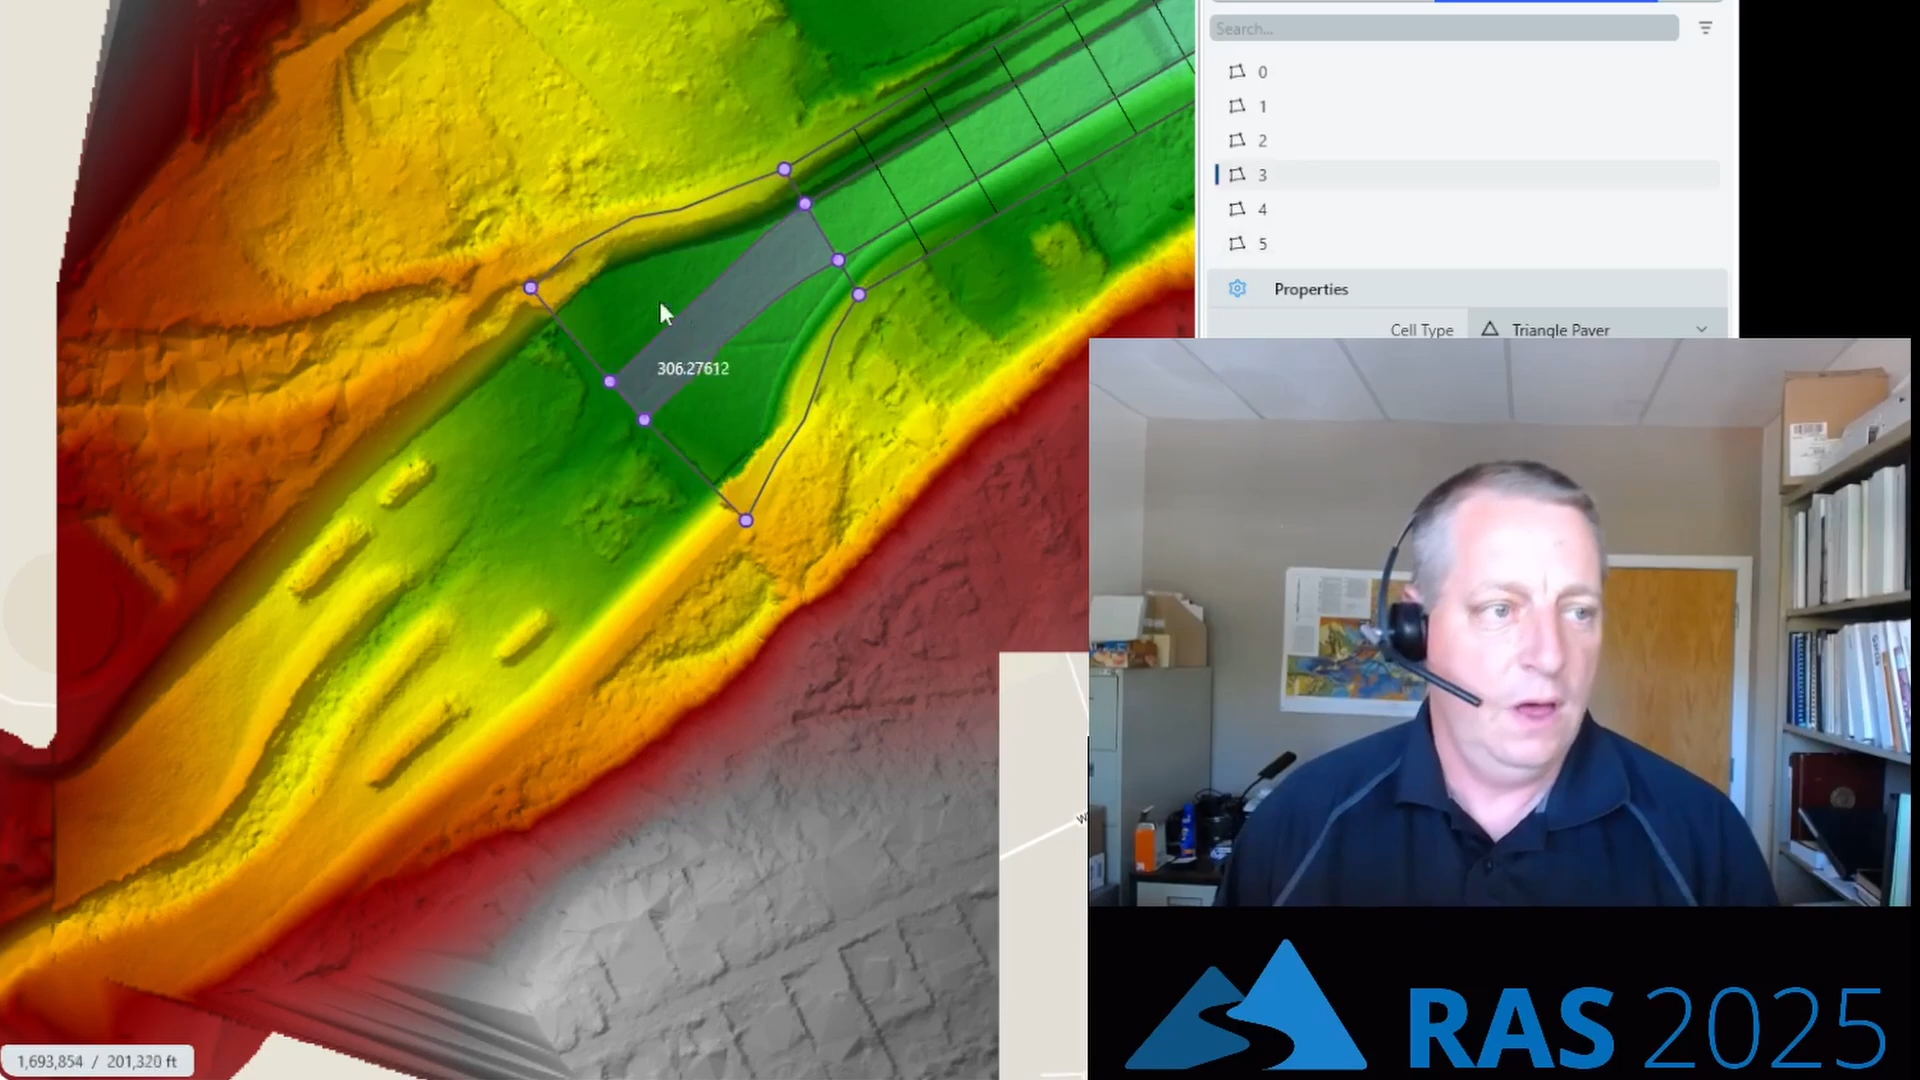 Search...
0
1
2
3
4
5
Properties
Cell Type
Triangle Paver
306.27612
1,693,854 / 201,320 ft
RAS 2025